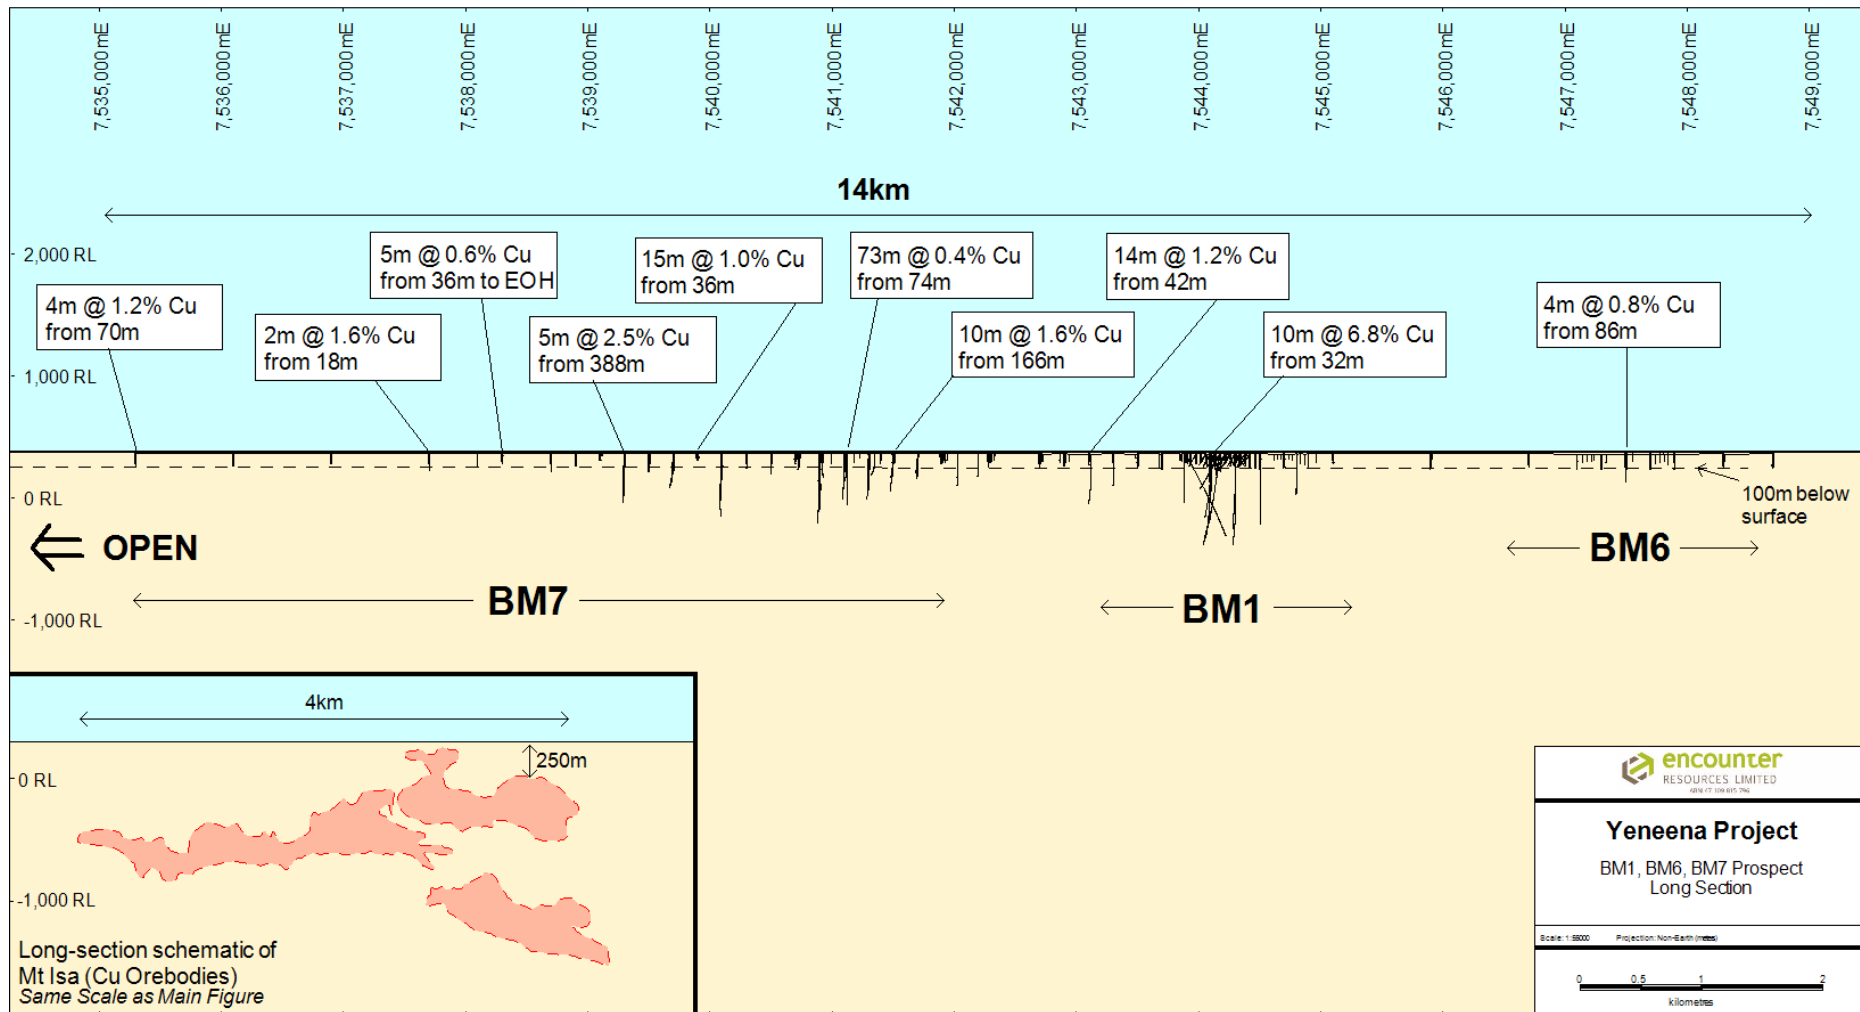 7,535,000mE
7,536,000mE
7,537,000mE
7,538,000mE
7,539,000mE
7,540,000mE
7,541,000mE
7,542,000mE
7,543,000mE
7,544,000mE
7,545,000mE
7,546,000mE
7,547,000mE
7,548,000mE
7,549,000mE
14km
2,000 RL
1,000 RL
0 RL
-1,000 RL
4m @ 1.2% Cu
from 70m
2m @ 1.6% Cu
from 18m
5m @ 0.6% Cu
from 36m to EOH
5m @ 2.5% Cu
from 388m
15m @ 1.0% Cu
from 36m
73m @ 0.4% Cu
from 74m
10m @ 1.6% Cu
from 166m
14m @ 1.2% Cu
from 42m
10m @ 6.8% Cu
from 32m
4m @ 0.8% Cu
from 86m
100m below
surface
OPEN
BM7
BM1
BM6
4km
250m
0 RL
-1,000 RL
Long-section schematic of
Mt Isa (Cu Orebodies)
Same Scale as Main Figure
encounter
RESOURCES LIMITED
Yeneena Project
BM1, BM6, BM7 Prospect
Long Section
Scale: 1:55000 Projection: Non-Earth (metres)
0 0.5 1 2
kilometres